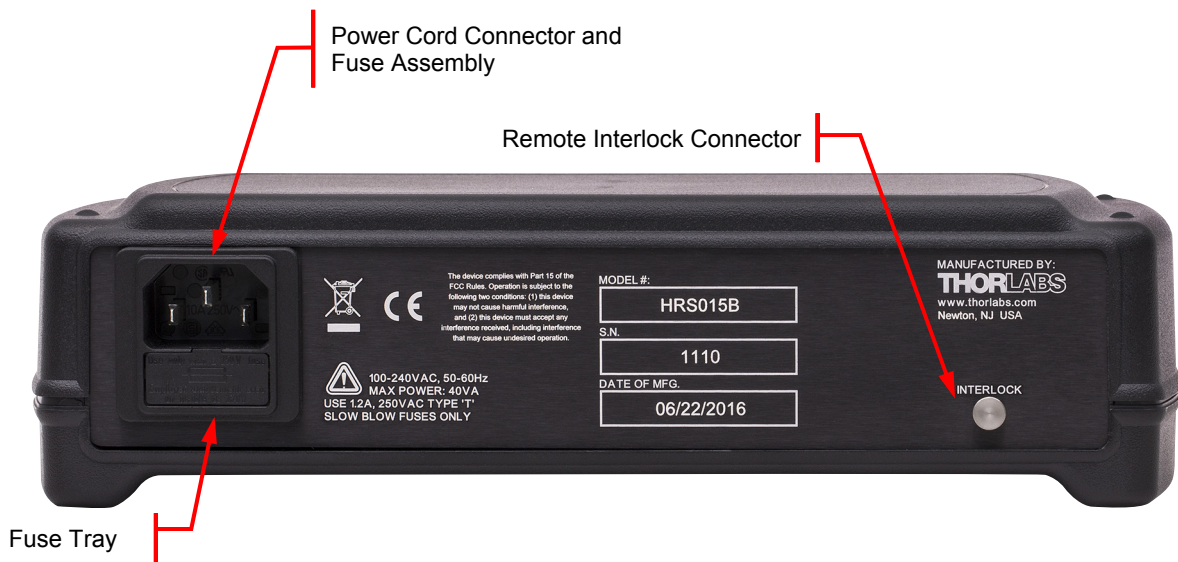 Power Cord Connector and
Fuse Assembly
Remote Interlock Connector
The device complies with Part 15 of the
FCC Rules. Operation is subject to the
following two conditions: (1) this device
may not cause harmful interference,
and (2) this device must accept any
interference received, including interference
that may cause undesired operation.
CE
100-240VAC, 50-60Hz
MAX POWER: 40VA
USE 1.2A, 250VAC TYPE 'T'
SLOW BLOW FUSES ONLY
MODEL #:
HRS015B
S.N.
1110
DATE OF MFG.
06/22/2016
MANUFACTURED BY:
THORLABS
www.thorlabs.com
Newton, NJ USA
INTERLOCK
10A 250V~
Fuse Tray